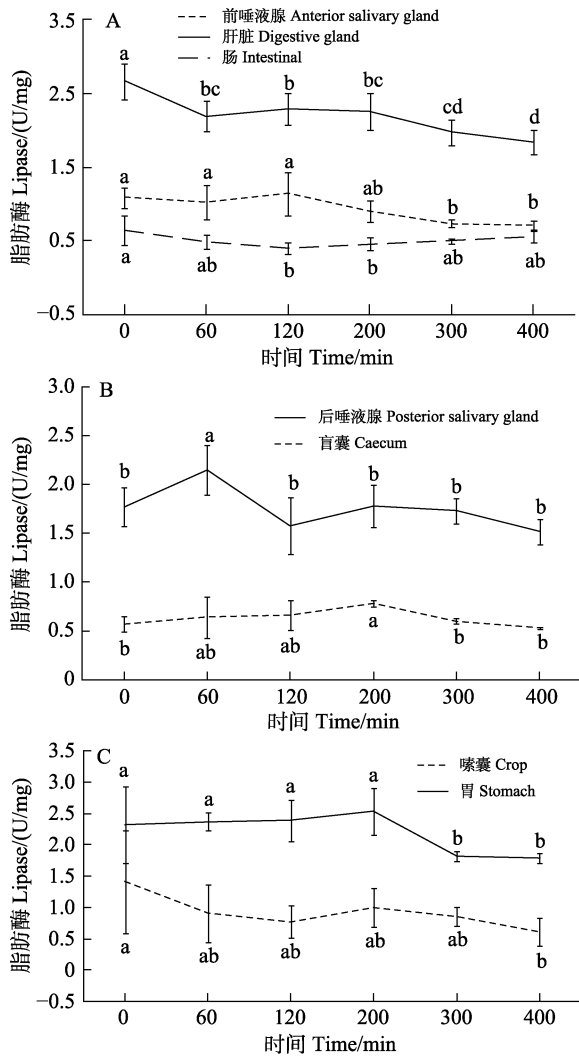 A
前唾液腺 Anterior salivary gland
肝脏 Digestive gland
肠 Intestinal
脂肪酶 Lipase/(U/mg)
3.5
2.5
1.5
0.5
−0.5
a bc b bc cd d
a a a ab b b
a ab b b ab ab
0 60 120 200 300 400
时间 Time/min
B
后唾液腺 Posterior salivary gland
盲囊 Caecum
脂肪酶 Lipase/(U/mg)
3.0
2.5
2.0
1.5
1.0
0.5
0
b a b b b b
b ab ab a b b
0 60 120 200 300 400
时间 Time/min
C
嗉囊 Crop
胃 Stomach
脂肪酶 Lipase/(U/mg)
3.5
3.0
2.5
2.0
1.5
1.0
0.5
0
−0.5
a a a a b b
a ab ab ab ab b
0 60 120 200 300 400
时间 Time/min